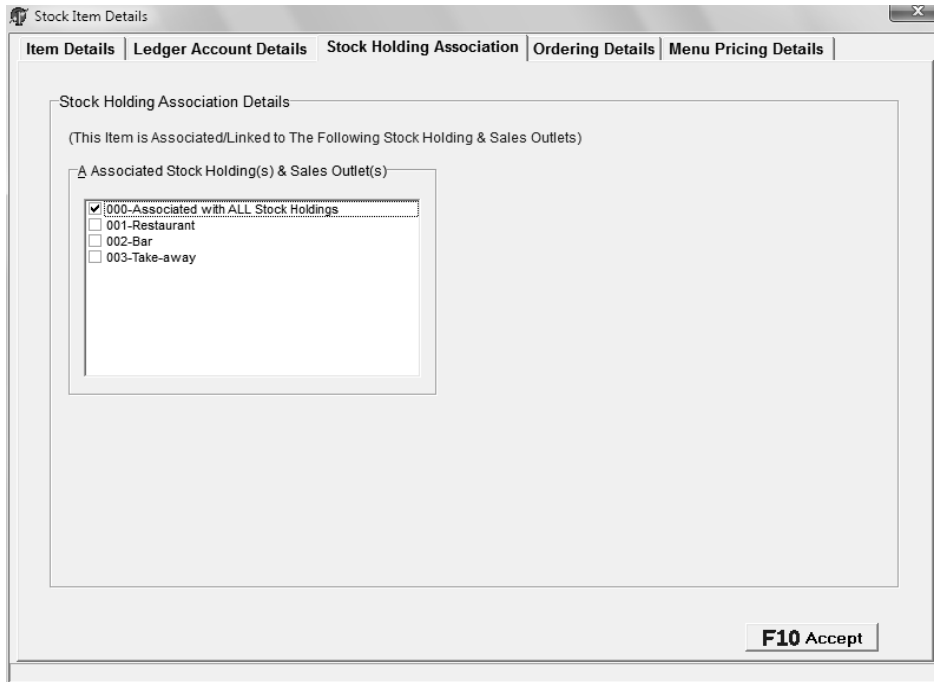 Stock Item Details
X
Item Details Ledger Account Details Stock Holding Association Ordering Details Menu Pricing Details
Stock Holding Association Details
(This Item is Associated/Linked to The Following Stock Holding & Sales Outlets)
A Associated Stock Holding(s) & Sales Outlet(s)
000-Associated with ALL Stock Holdings
001-Restaurant
002-Bar
003-Take-away
F10 Accept